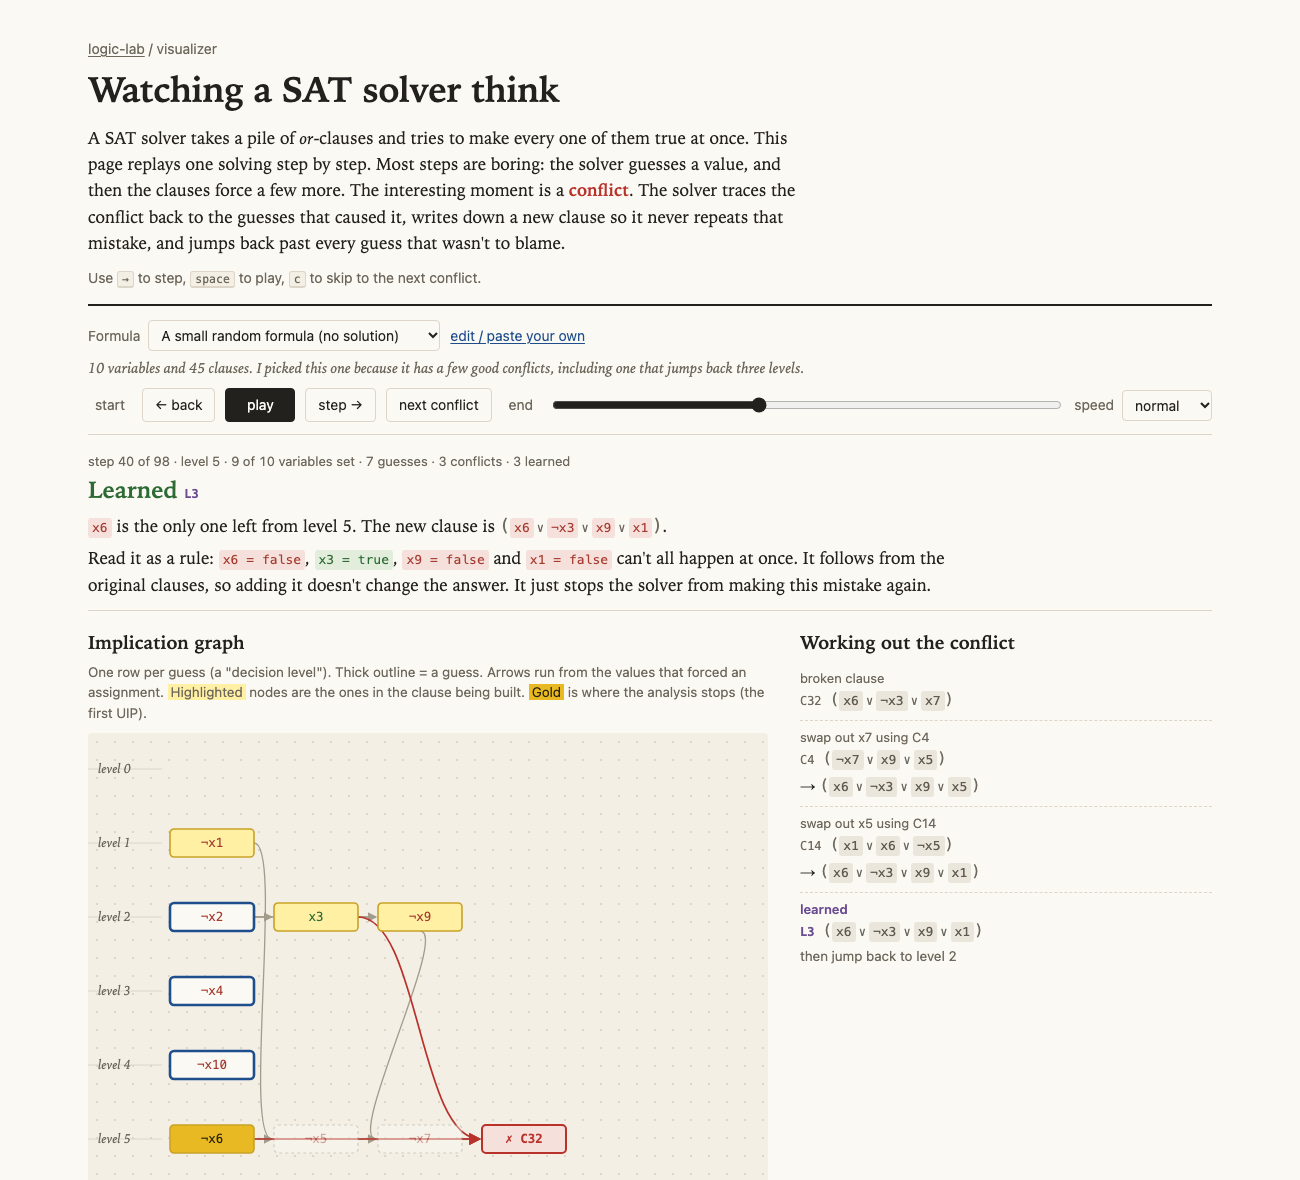 logic-lab / visualizer
Watching a SAT solver think
A SAT solver takes a pile of or-clauses and tries to make every one of them true at once. This
page replays one solving step by step. Most steps are boring: the solver guesses a value, and
then the clauses force a few more. The interesting moment is a conflict. The solver traces the
conflict back to the guesses that caused it, writes down a new clause so it never repeats that
mistake, and jumps back past every guess that wasn't to blame.
Use → to step, space to play, c to skip to the next conflict.
Formula A small random formula (no solution) edit / paste your own
10 variables and 45 clauses. I picked this one because it has a few good conflicts, including one that jumps back three levels.
start ← back play step → next conflict end speed normal
step 40 of 98 · level 5 · 9 of 10 variables set · 7 guesses · 3 conflicts · 3 learned
Learned L3
x6 is the only one left from level 5. The new clause is ( x6 ∨ ¬x3 ∨ x9 ∨ x1 ).
Read it as a rule: x6 = false, x3 = true, x9 = false and x1 = false can't all happen at once. It follows from the
original clauses, so adding it doesn't change the answer. It just stops the solver from making this mistake again.
Implication graph
One row per guess (a "decision level"). Thick outline = a guess. Arrows run from the values that forced an
assignment. Highlighted nodes are the ones in the clause being built. Gold is where the analysis stops (the
first UIP).
level 0
level 1 ¬x1
level 2 ¬x2 x3 ¬x9
level 3 ¬x4
level 4 ¬x10
level 5 ¬x6 ¬x5 ¬x7 ✗ C32
Working out the conflict
broken clause
C32 ( x6 ∨ ¬x3 ∨ x7 )
swap out x7 using C4
C4 ( ¬x7 ∨ x9 ∨ x5 )
→ ( x6 ∨ ¬x3 ∨ x9 ∨ x5 )
swap out x5 using C14
C14 ( x1 ∨ x6 ∨ ¬x5 )
→ ( x6 ∨ ¬x3 ∨ x9 ∨ x1 )
learned
L3 ( x6 ∨ ¬x3 ∨ x9 ∨ x1 )
then jump back to level 2